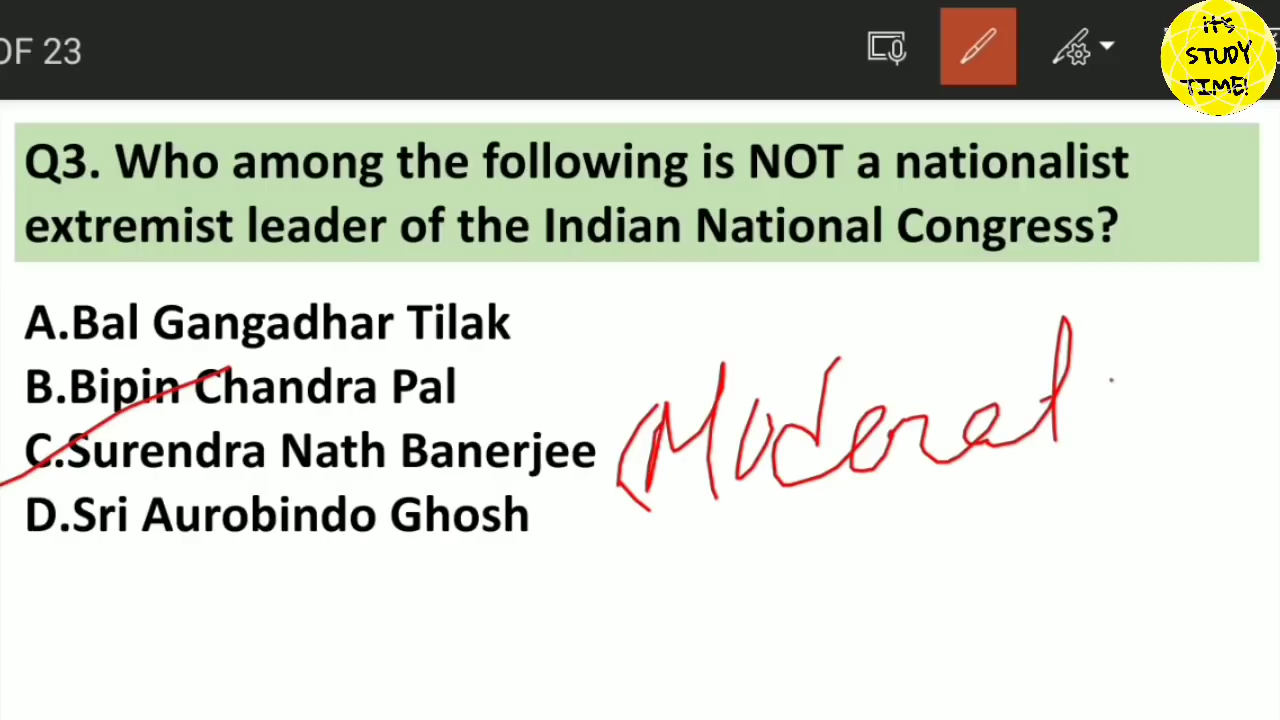 OF 23
iT's
STUDY
TIME!
Q3. Who among the following is NOT a nationalist
extremist leader of the Indian National Congress?
A.Bal Gangadhar Tilak
B.Bipin Chandra Pal
C.Surendra Nath Banerjee (Moderat
D.Sri Aurobindo Ghosh